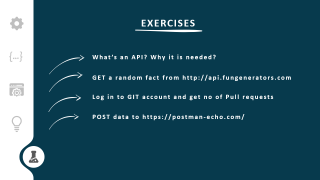 EXERCISES
What's an API? Why it is needed?
GET a random fact from http://api.fungenerators.com
Log in to GIT account and get no of Pull requests
POST data to https://postman-echo.com/
{...}